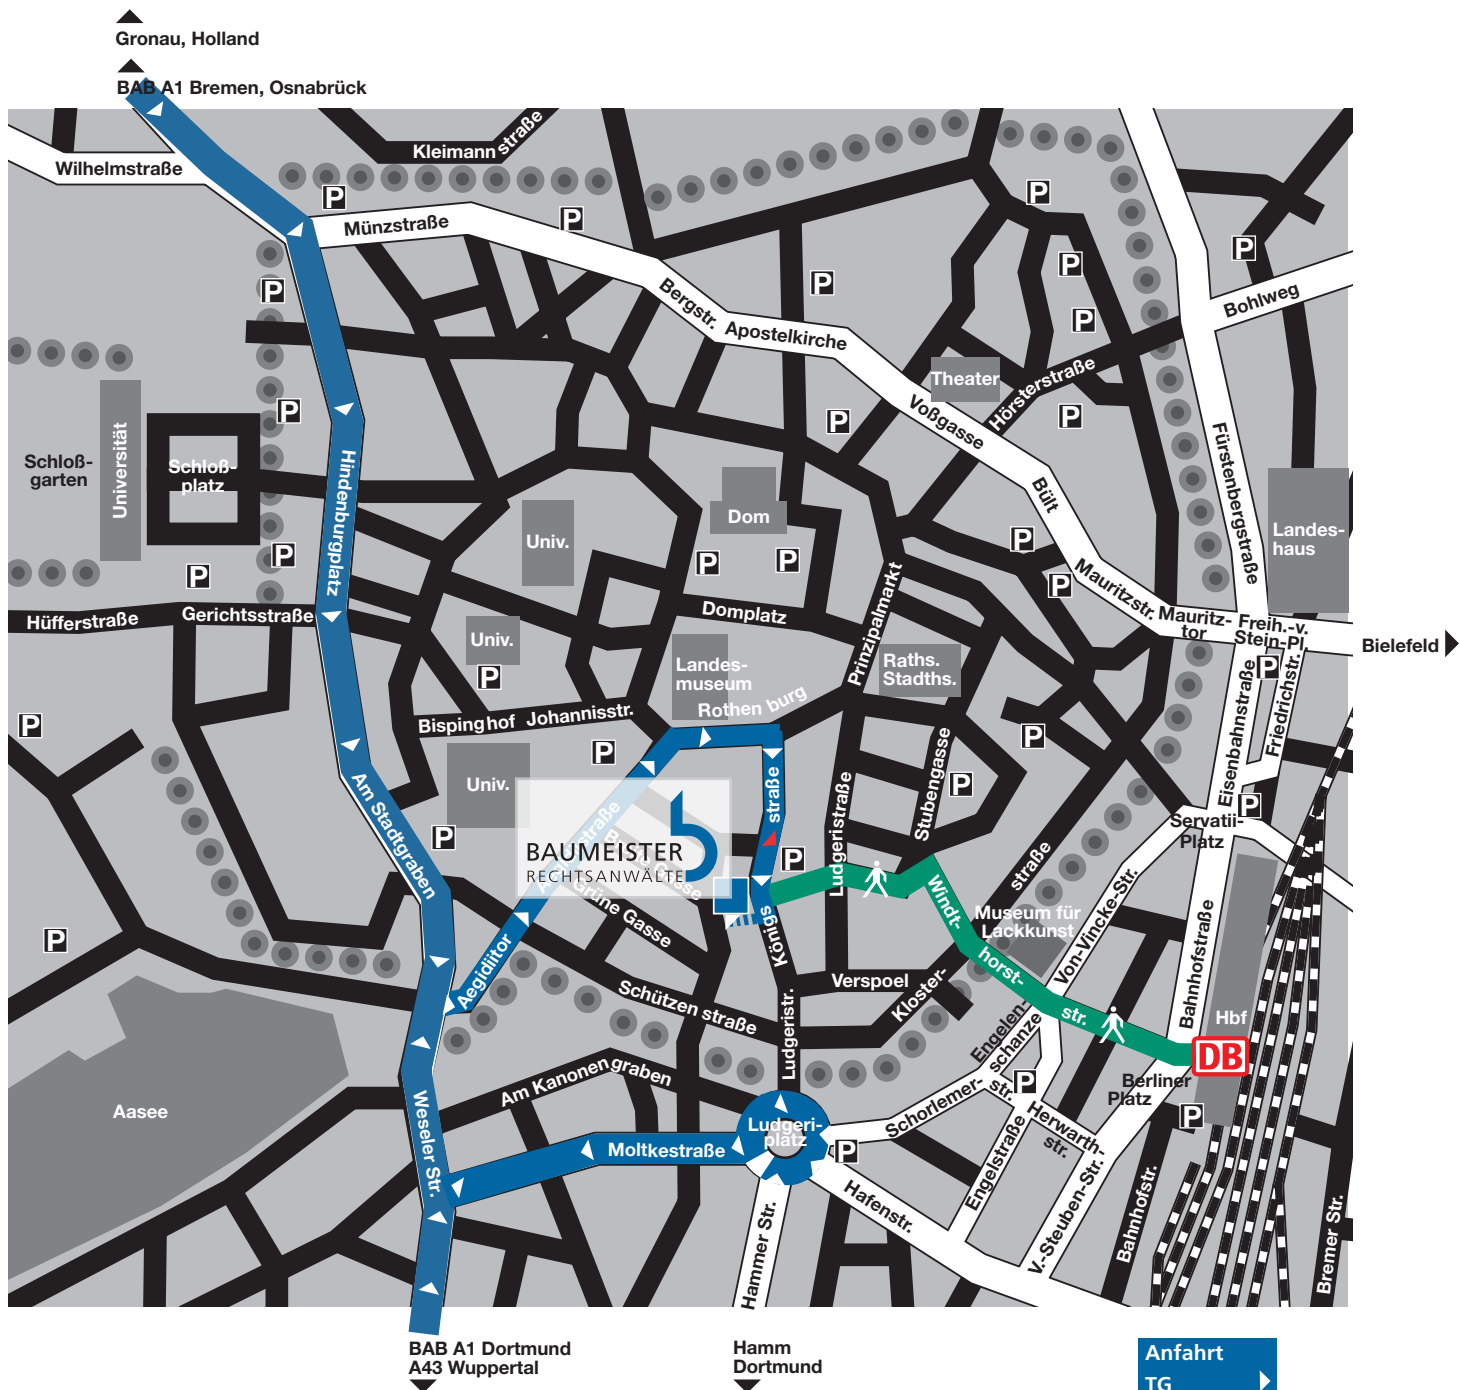 Gronau, Holland
BAB A1 Bremen, Osnabrück
Wilhelmstraße
Kleimannstraße
P
Münzstraße
P
P
P
P
P
P
P
P
Bergstr.
Apostelkirche
Bohlweg
Theater
Hörsterstraße
Voßgasse
P
P
P
Fürstenbergstraße
Schloß-
garten
Universität
Schloß-
platz
Hindenburgplatz
Bült
Dom
Univ.
Landes-
haus
P
P
P
P
P
P
Mauritzstr.
Mauritz-
tor
Freih.-v.
Stein-Pl.
Hüfferstraße
Gerichtsstraße
Domplatz
Prinzipalmarkt
Bielefeld
Univ.
P
Landes-
museum
Raths.
Stadths.
P
Friedrichstr.
Eisenbahnstraße
Bispinghof
Johannisstr.
Rothenburg
P
P
P
Univ.
Am Stadtgraben
straße
Ludgeristraße
Stubengasse
P
P
Servatii-
Platz
P
P
BAUMEISTER
RECHTSANWÄLTE
Grüne Gasse
Königs
Windt-
horst-
str.
straße
Museum für
Lackkunst
Von-Vincke-Str.
Bahnhofstraße
P
Aegidiitor
Schützenstraße
Verspoel
Kloster-
Ludgeristr.
Engelen-
schanze
Hbf
DB
Berliner
Platz
P
P
Aasee
Am Kanonengraben
Weseler Str.
Moltkestraße
Ludgeri-
platz
P
Schorlemer-
str.
Herwarth-
str.
Engelstraße
Hafenstr.
Hammer Str.
V.-Steuben-Str.
Bahnhofstr.
Bremer Str.
BAB A1 Dortmund
A43 Wuppertal
Hamm
Dortmund
Anfahrt
TG